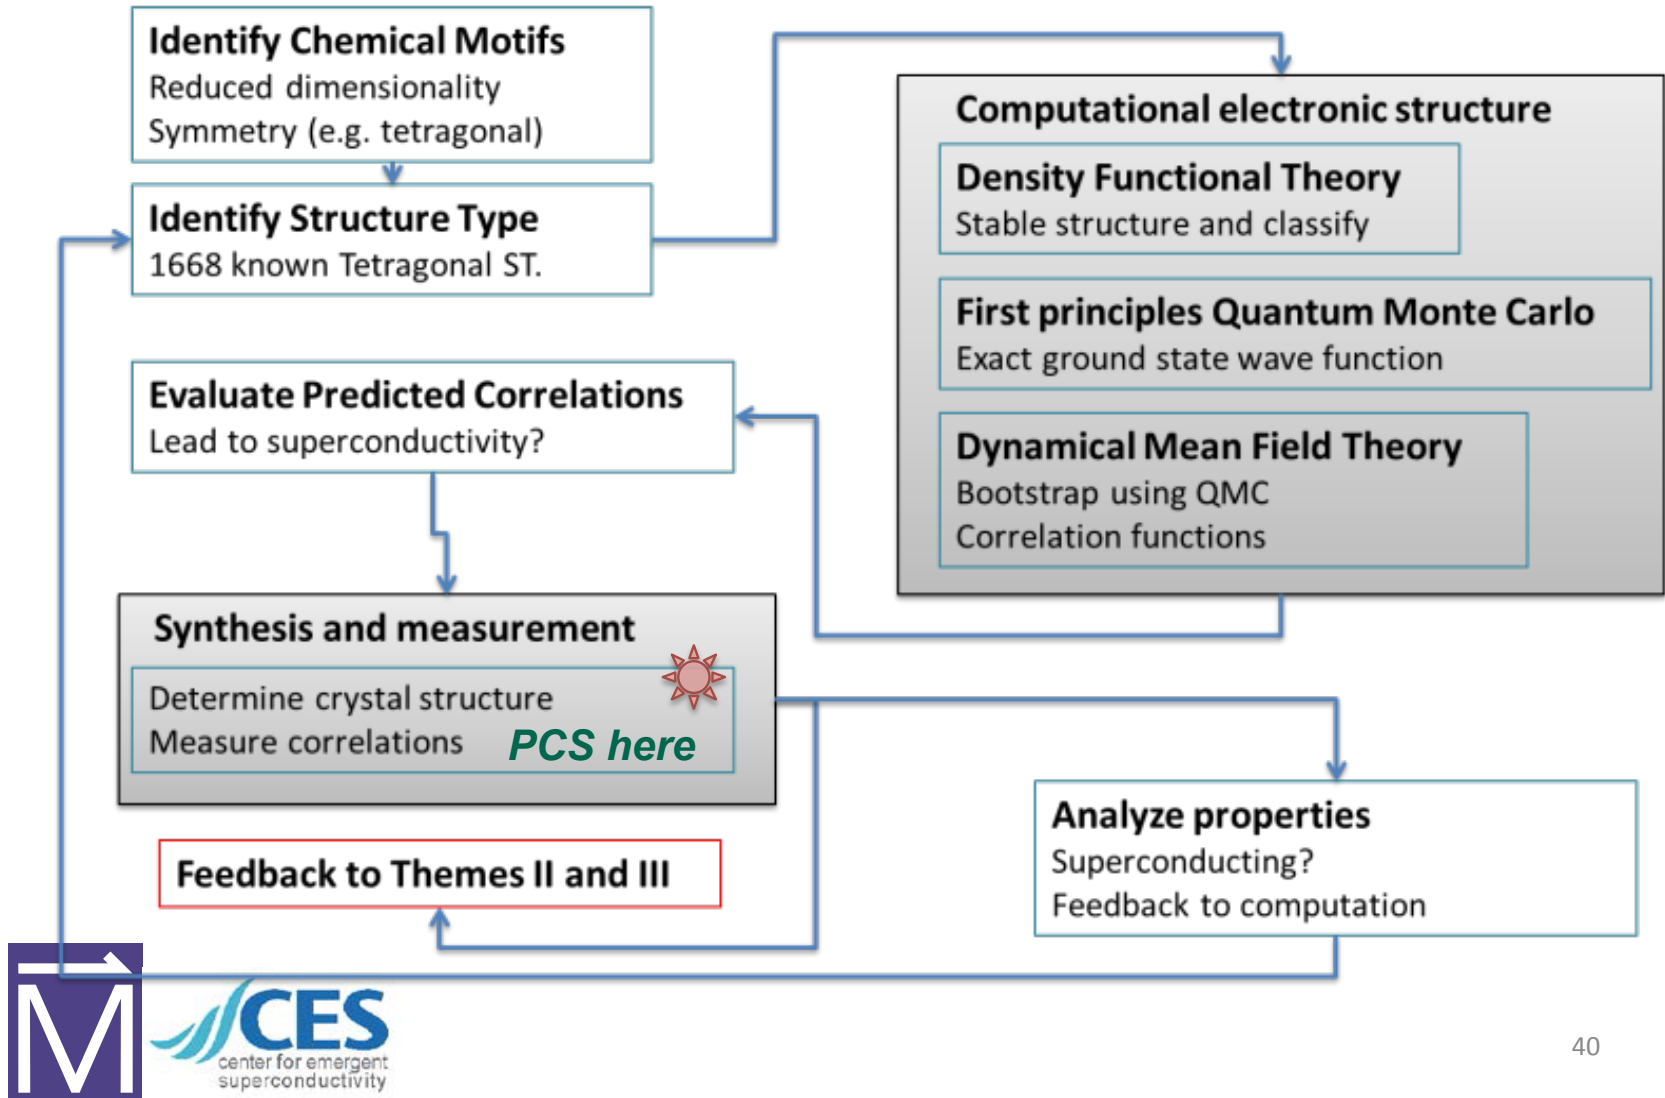 Identify Chemical Motifs
Reduced dimensionality
Symmetry (e.g. tetragonal)
Identify Structure Type
1668 known Tetragonal ST.
Computational electronic structure
Density Functional Theory
Stable structure and classify
First principles Quantum Monte Carlo
Exact ground state wave function
Dynamical Mean Field Theory
Bootstrap using QMC
Correlation functions
Evaluate Predicted Correlations
Lead to superconductivity?
Synthesis and measurement
Determine crystal structure
Measure correlations
PCS here
Feedback to Themes II and III
Analyze properties
Superconducting?
Feedback to computation
M
CES
center for emergent
superconductivity
40